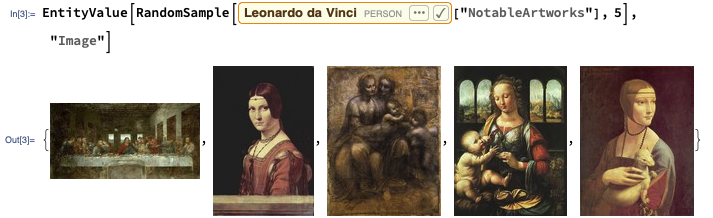 In[3]:= EntityValue[RandomSample[Leonardo da Vinci PERSON ••• ✓["NotableArtworks"], 5],
"Image"]
Out[3]= { , , , , }